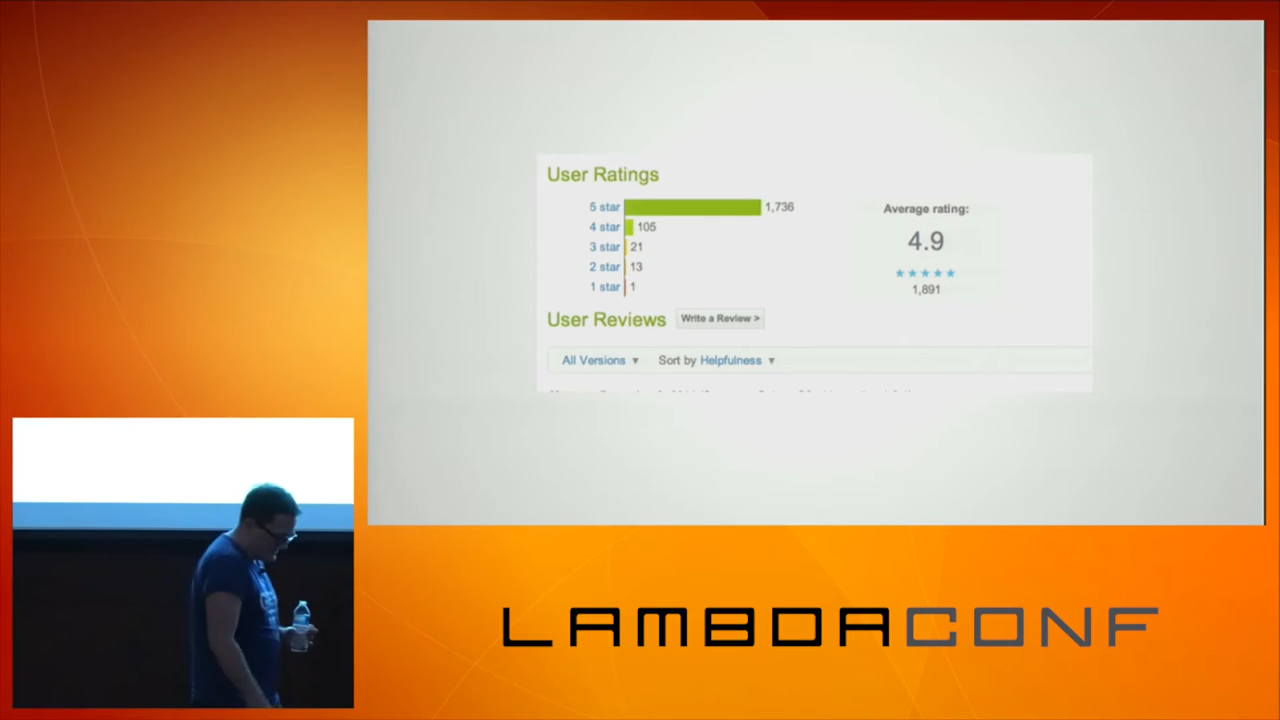 User Ratings
5 star 1,736
4 star 105
3 star 21
2 star 13
1 star 1
Average rating:
4.9
1,891
User Reviews Write a Review >
All Versions ▼ Sort by Helpfulness ▼
LAMBDACONF